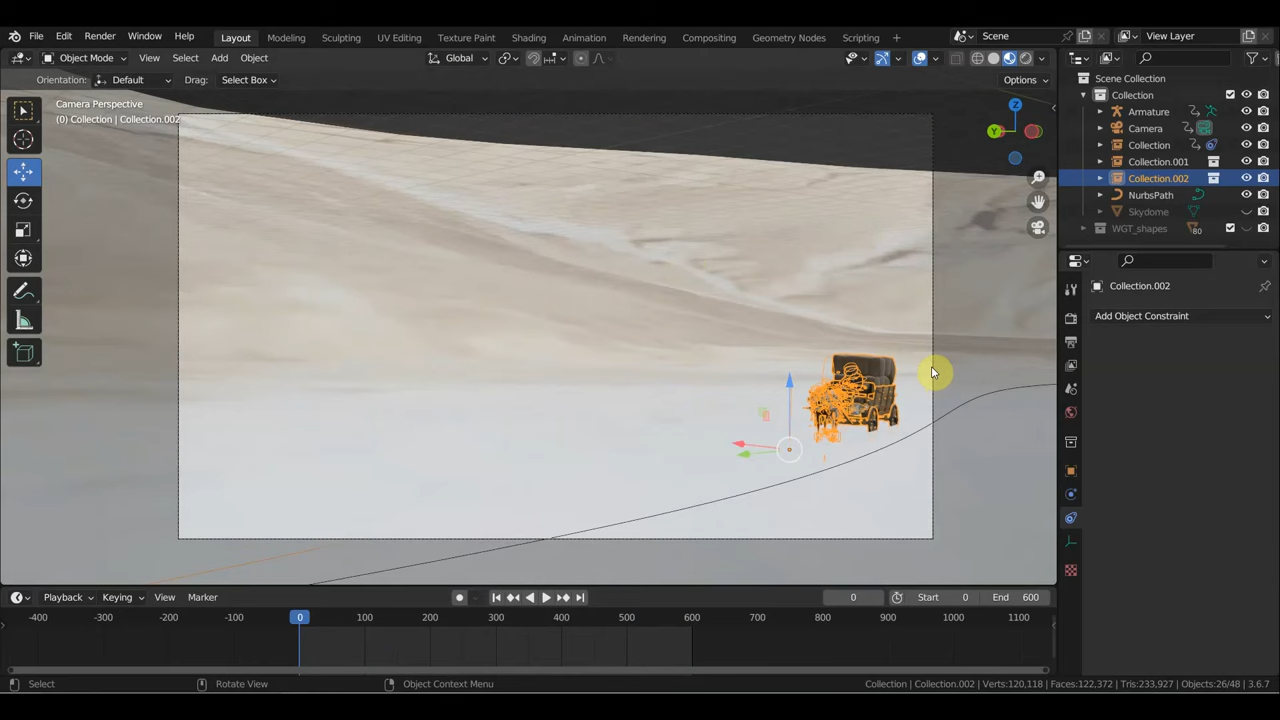 File Edit Render Window Help Layout Modeling Sculpting UV Editing Texture Paint Shading Animation Rendering Compositing Geometry Nodes Scripting + Scene View Layer
Object Mode View Select Add Object Global Options
Orientation: Default Drag: Select Box
Camera Perspective
(0) Collection | Collection.002
Z
Y
Scene Collection
Collection
Armature
Camera
Collection
Collection.001
Collection.002
NurbsPath
Skydome
WGT_shapes 80
Collection.002
Add Object Constraint
Playback Keying View Marker 0 Start 0 End 600
-400 -300 -200 -100 0 100 200 300 400 500 600 700 800 900 1000 1100
Select Rotate View Object Context Menu Collection | Collection.002 | Verts:120,118 | Faces:122,372 | Tris:233,927 | Objects:26/48 | 3.6.7